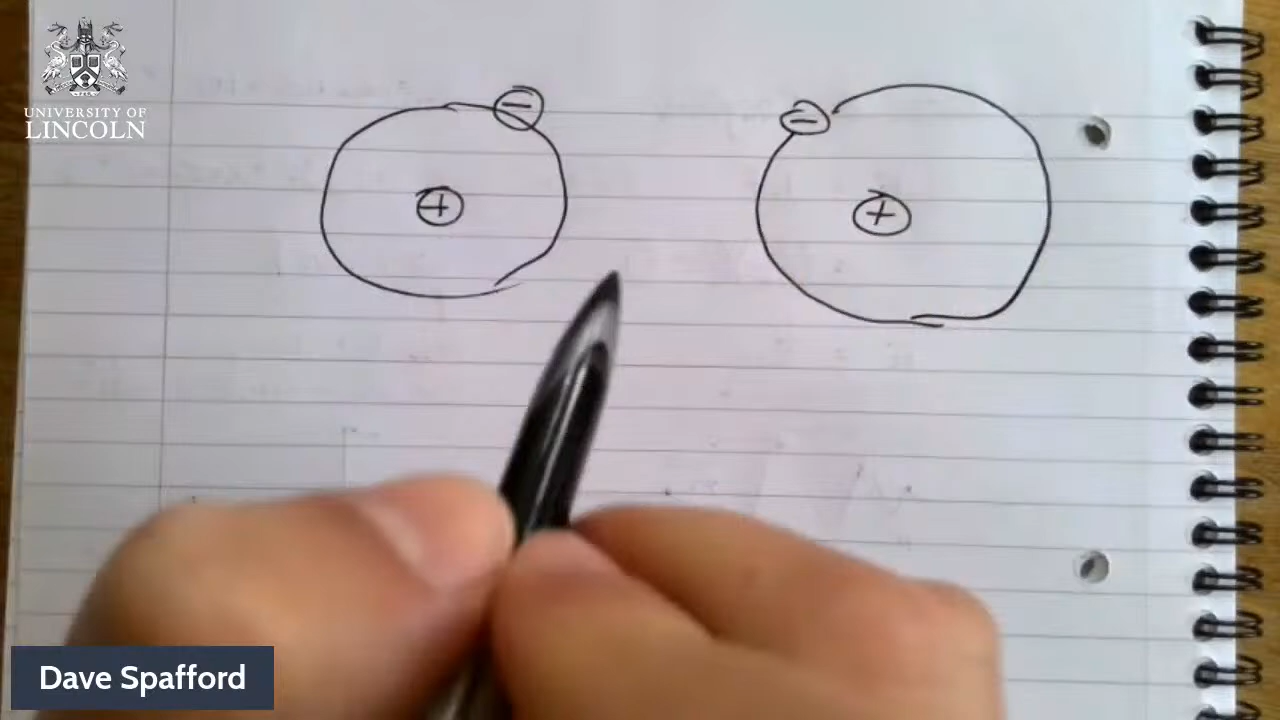 UNIVERSITY OF
LINCOLN
− −
+ +
Dave Spafford